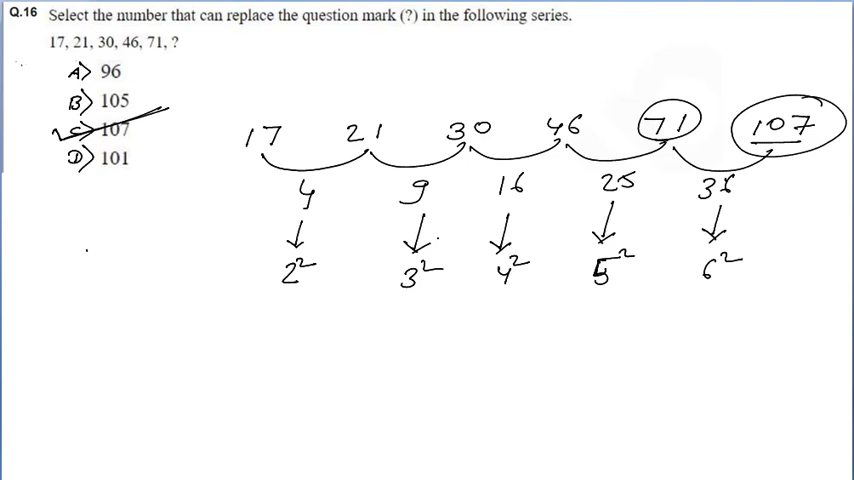 Q.16 Select the number that can replace the question mark (?) in the following series.
17, 21, 30, 46, 71, ?
A> 96
B> 105
C> 107
D> 101
17 21 30 46 71 107
4 9 16 25 36
2² 3² 4² 5² 6²